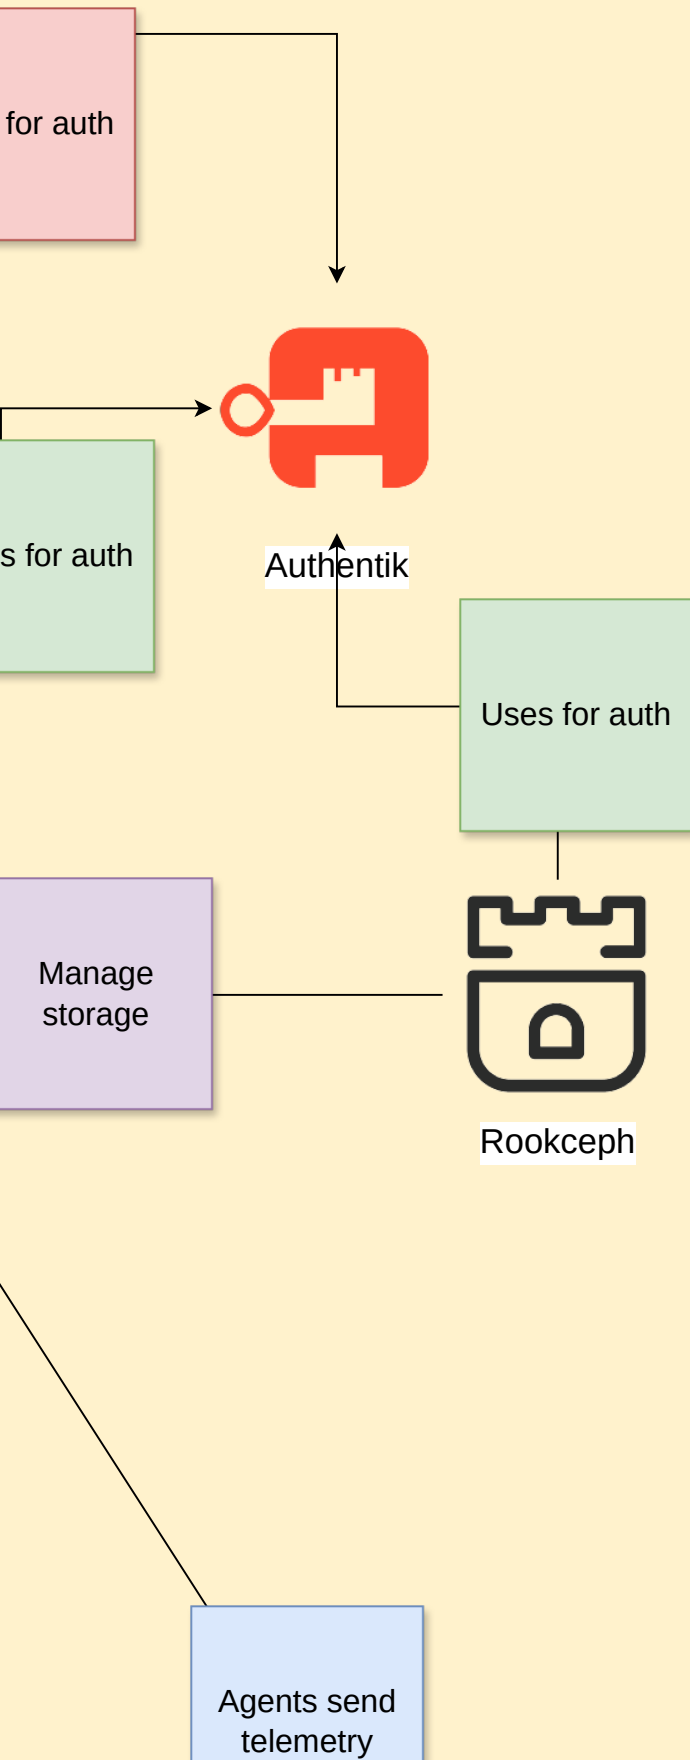 for auth
s for auth
Authentik
Uses for auth
Manage
storage
Rookceph
Agents send
telemetry